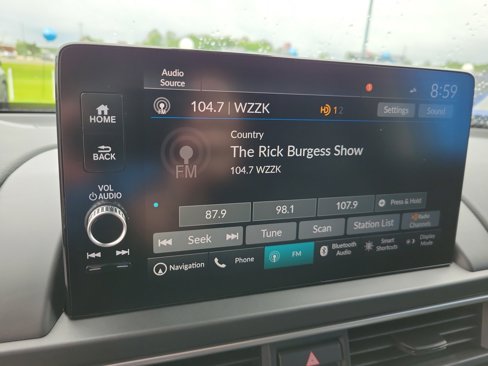 Audio
Source
8:59
HOME
BACK
VOL
AUDIO
FM
104.7 | WZZK
HD 1 2
Settings
Sound
FM
Country
The Rick Burgess Show
104.7 WZZK
87.9
98.1
107.9
Press & Hold
Seek
Tune
Scan
Station List
HD Radio
Channels
Navigation
Phone
FM
Bluetooth
Audio
Smart
Shortcuts
Display
Mode